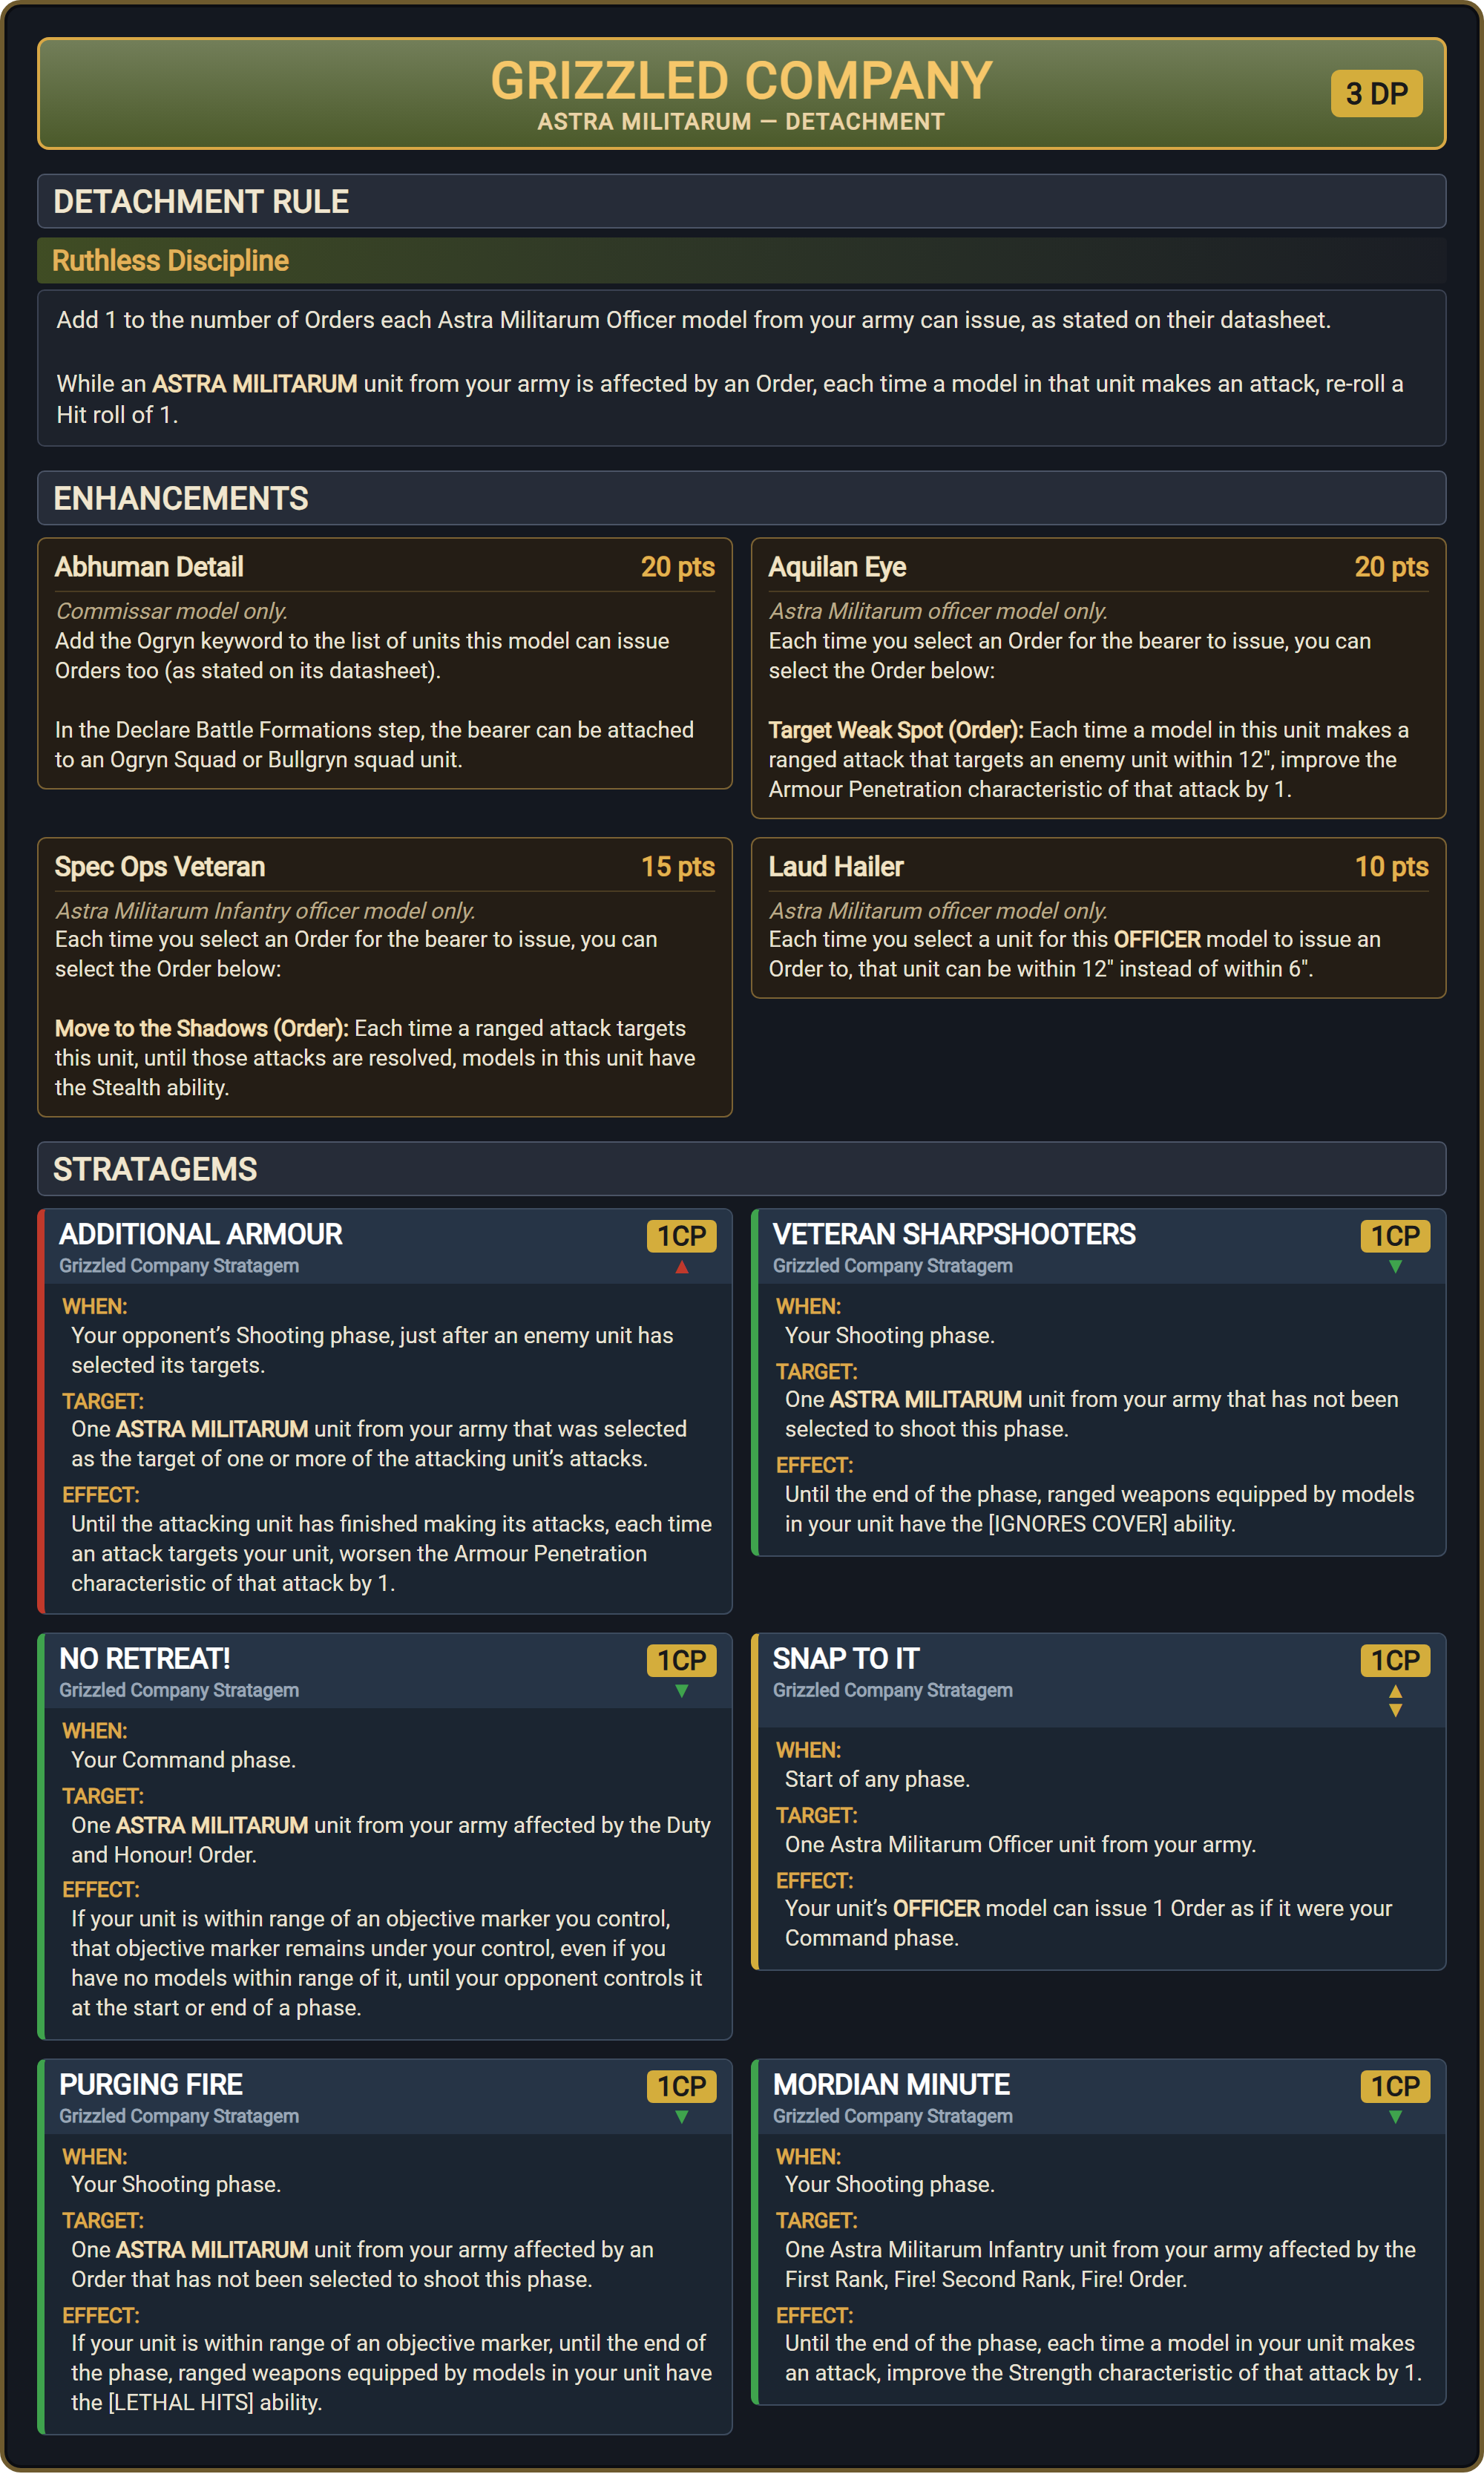 GRIZZLED COMPANY
ASTRA MILITARUM — DETACHMENT
3 DP
DETACHMENT RULE
Ruthless Discipline
Add 1 to the number of Orders each Astra Militarum Officer model from your army can issue, as stated on their datasheet.
While an ASTRA MILITARUM unit from your army is affected by an Order, each time a model in that unit makes an attack, re-roll a
Hit roll of 1.
ENHANCEMENTS
Abhuman Detail 20 pts
Commissar model only.
Add the Ogryn keyword to the list of units this model can issue
Orders too (as stated on its datasheet).
In the Declare Battle Formations step, the bearer can be attached
to an Ogryn Squad or Bullgryn squad unit.
Aquilan Eye 20 pts
Astra Militarum officer model only.
Each time you select an Order for the bearer to issue, you can
select the Order below:
Target Weak Spot (Order): Each time a model in this unit makes a
ranged attack that targets an enemy unit within 12", improve the
Armour Penetration characteristic of that attack by 1.
Spec Ops Veteran 15 pts
Astra Militarum Infantry officer model only.
Each time you select an Order for the bearer to issue, you can
select the Order below:
Move to the Shadows (Order): Each time a ranged attack targets
this unit, until those attacks are resolved, models in this unit have
the Stealth ability.
Laud Hailer 10 pts
Astra Militarum officer model only.
Each time you select a unit for this OFFICER model to issue an
Order to, that unit can be within 12" instead of within 6".
STRATAGEMS
ADDITIONAL ARMOUR 1CP
Grizzled Company Stratagem ▲
WHEN:
Your opponent’s Shooting phase, just after an enemy unit has
selected its targets.
TARGET:
One ASTRA MILITARUM unit from your army that was selected
as the target of one or more of the attacking unit’s attacks.
EFFECT:
Until the attacking unit has finished making its attacks, each time
an attack targets your unit, worsen the Armour Penetration
characteristic of that attack by 1.
VETERAN SHARPSHOOTERS 1CP
Grizzled Company Stratagem ▼
WHEN:
Your Shooting phase.
TARGET:
One ASTRA MILITARUM unit from your army that has not been
selected to shoot this phase.
EFFECT:
Until the end of the phase, ranged weapons equipped by models
in your unit have the [IGNORES COVER] ability.
NO RETREAT! 1CP
Grizzled Company Stratagem ▼
WHEN:
Your Command phase.
TARGET:
One ASTRA MILITARUM unit from your army affected by the Duty
and Honour! Order.
EFFECT:
If your unit is within range of an objective marker you control,
that objective marker remains under your control, even if you
have no models within range of it, until your opponent controls it
at the start or end of a phase.
SNAP TO IT 1CP
Grizzled Company Stratagem ▲
▼
WHEN:
Start of any phase.
TARGET:
One Astra Militarum Officer unit from your army.
EFFECT:
Your unit’s OFFICER model can issue 1 Order as if it were your
Command phase.
PURGING FIRE 1CP
Grizzled Company Stratagem ▼
WHEN:
Your Shooting phase.
TARGET:
One ASTRA MILITARUM unit from your army affected by an
Order that has not been selected to shoot this phase.
EFFECT:
If your unit is within range of an objective marker, until the end of
the phase, ranged weapons equipped by models in your unit have
the [LETHAL HITS] ability.
MORDIAN MINUTE 1CP
Grizzled Company Stratagem ▼
WHEN:
Your Shooting phase.
TARGET:
One Astra Militarum Infantry unit from your army affected by the
First Rank, Fire! Second Rank, Fire! Order.
EFFECT:
Until the end of the phase, each time a model in your unit makes
an attack, improve the Strength characteristic of that attack by 1.